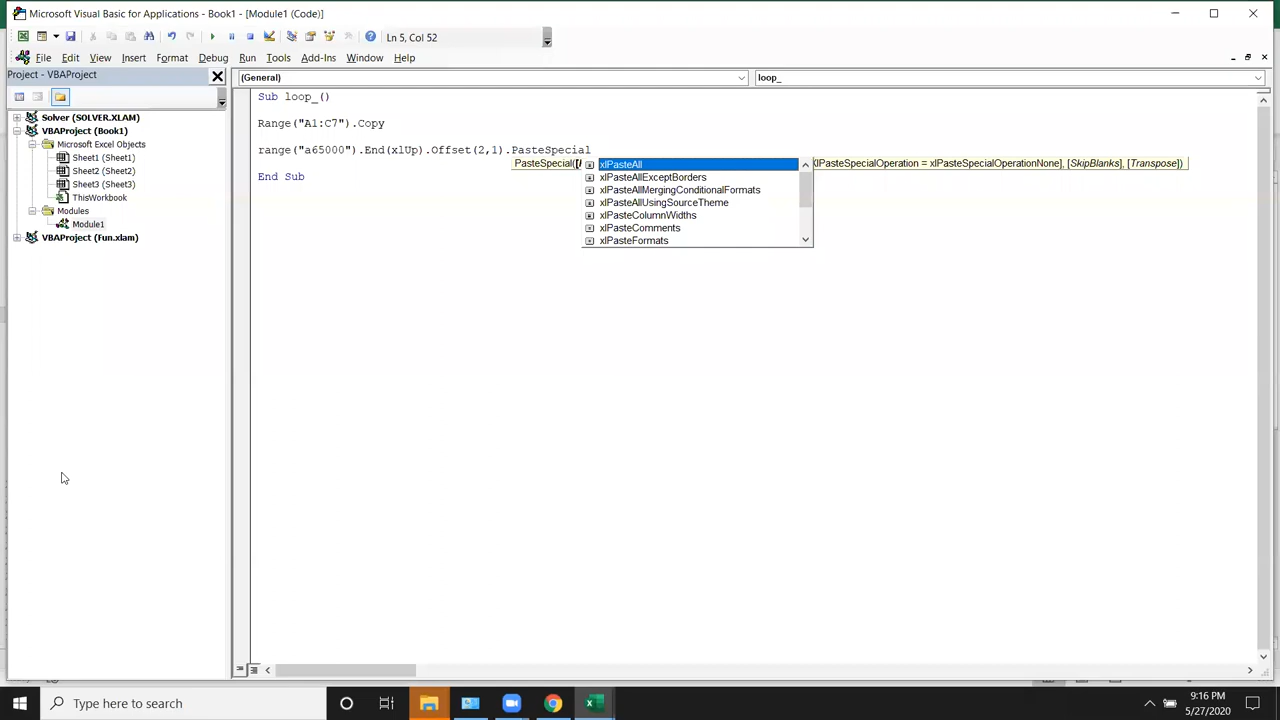 Microsoft Visual Basic for Applications - Book1 - [Module1 (Code)]
Ln 5, Col 52
File Edit View Insert Format Debug Run Tools Add-Ins Window Help
Project - VBAProject
(General)
loop_
Solver (SOLVER.XLAM)
VBAProject (Book1)
Microsoft Excel Objects
Sheet1 (Sheet1)
Sheet2 (Sheet2)
Sheet3 (Sheet3)
ThisWorkbook
Modules
Module1
VBAProject (Fun.xlam)
Sub loop_()
Range("A1:C7").Copy
range("a65000").End(xlUp).Offset(2,1).PasteSpecial
PasteSpecial([ lPasteSpecialOperation = xlPasteSpecialOperationNone], [SkipBlanks], [Transpose])
xlPasteAll
xlPasteAllExceptBorders
xlPasteAllMergingConditionalFormats
xlPasteAllUsingSourceTheme
xlPasteColumnWidths
xlPasteComments
xlPasteFormats
End Sub
Type here to search
9:16 PM
5/27/2020